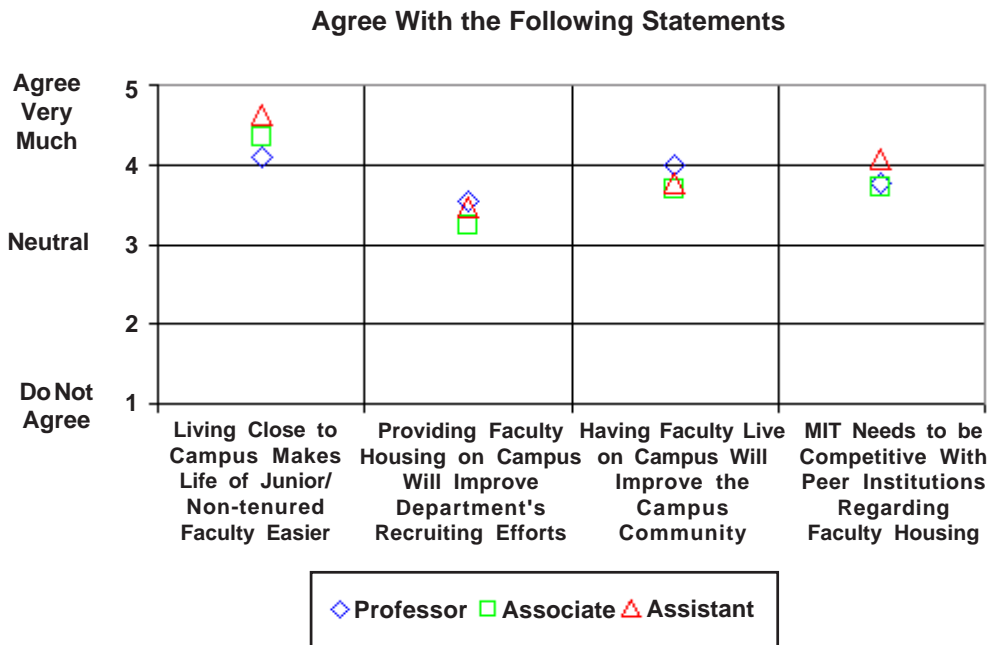 Agree With the Following Statements
Agree
Very
Much
Neutral
Do Not
Agree
5
4
3
2
1
Living Close to
Campus Makes
Life of Junior/
Non-tenured
Faculty Easier
Providing Faculty
Housing on Campus
Will Improve
Department's
Recruiting Efforts
Having Faculty Live
on Campus Will
Improve the
Campus
Community
MIT Needs to be
Competitive With
Peer Institutions
Regarding
Faculty Housing
Professor Associate Assistant